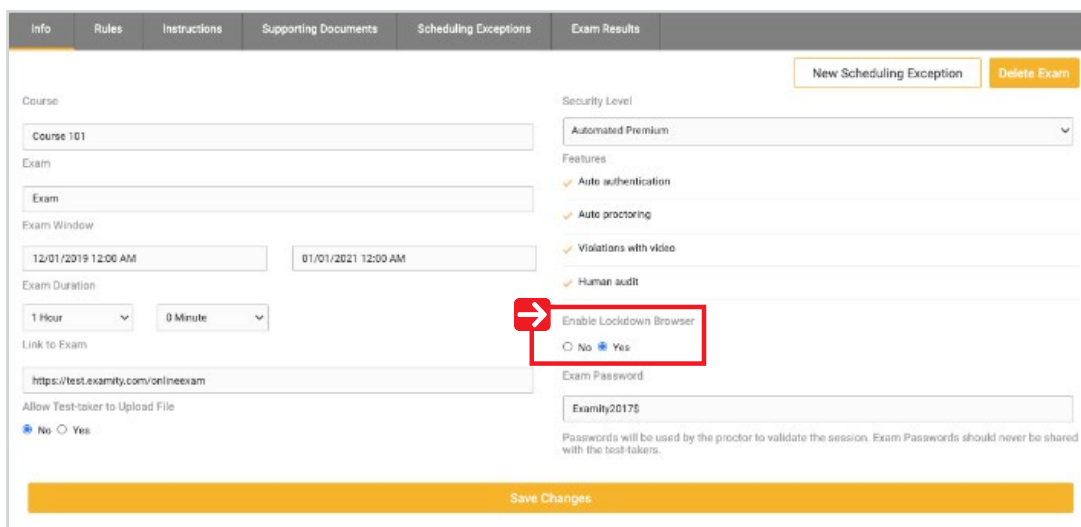 Info Rules Instructions Supporting Documents Scheduling Exceptions Exam Results
New Scheduling Exception Delete Exam
Course
Course 101
Exam
Exam
Exam Window
12/01/2019 12:00 AM 01/01/2021 12:00 AM
Exam Duration
1 Hour 0 Minute
Link to Exam
https://test.examity.com/onlineexam
Allow Test-taker to Upload File
No Yes
Security Level
Automated Premium
Features
Auto authentication
Auto proctoring
Violations with video
Human audit
Enable Lockdown Browser
No Yes
Exam Password
Examity2017$
Passwords will be used by the proctor to validate the session. Exam Passwords should never be shared
with the test-takers.
Save Changes